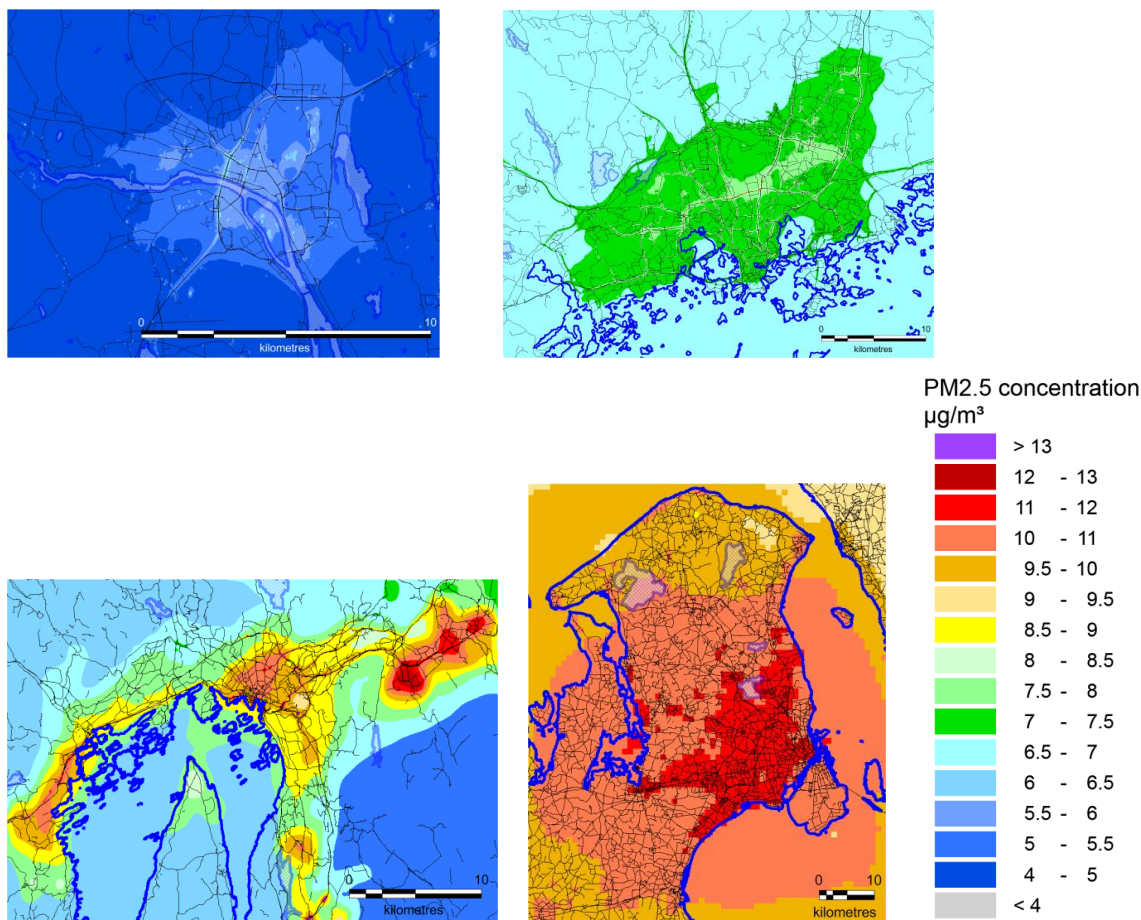 0 10
kilometres
0 10
kilometres
PM2.5 concentration
µg/m³
> 13
12 - 13
11 - 12
10 - 11
9.5 - 10
9 - 9.5
8.5 - 9
8 - 8.5
7.5 - 8
7 - 7.5
6.5 - 7
6 - 6.5
5.5 - 6
5 - 5.5
4 - 5
< 4
0 10
kilometres
0 10
kilometres